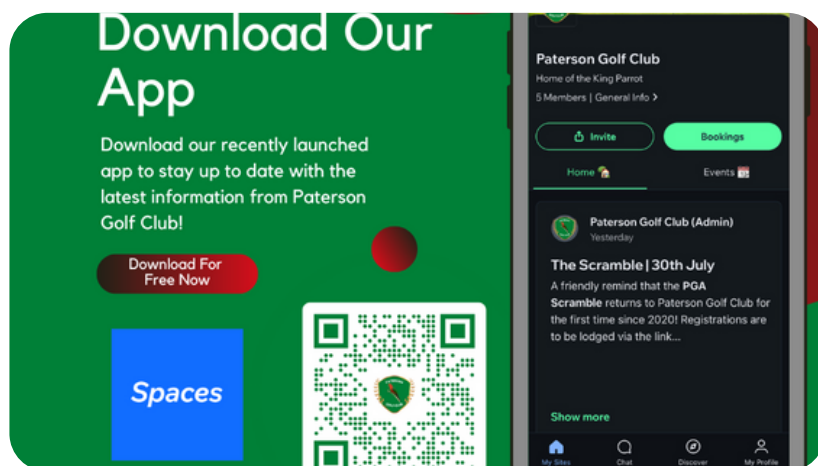 Download Our
App
Download our recently launched
app to stay up to date with the
latest information from Paterson
Golf Club!
Download For
Free Now
Spaces
Paterson Golf Club
Home of the King Parrot
5 Members | General Info >
Invite
Bookings
Home
Events
Paterson Golf Club (Admin)
Yesterday
The Scramble | 30th July
A friendly remind that the PGA
Scramble returns to Paterson Golf Club for
the first time since 2020! Registrations are
to be lodged via the link...
Show more
My Sites
Chat
Discover
My Profile